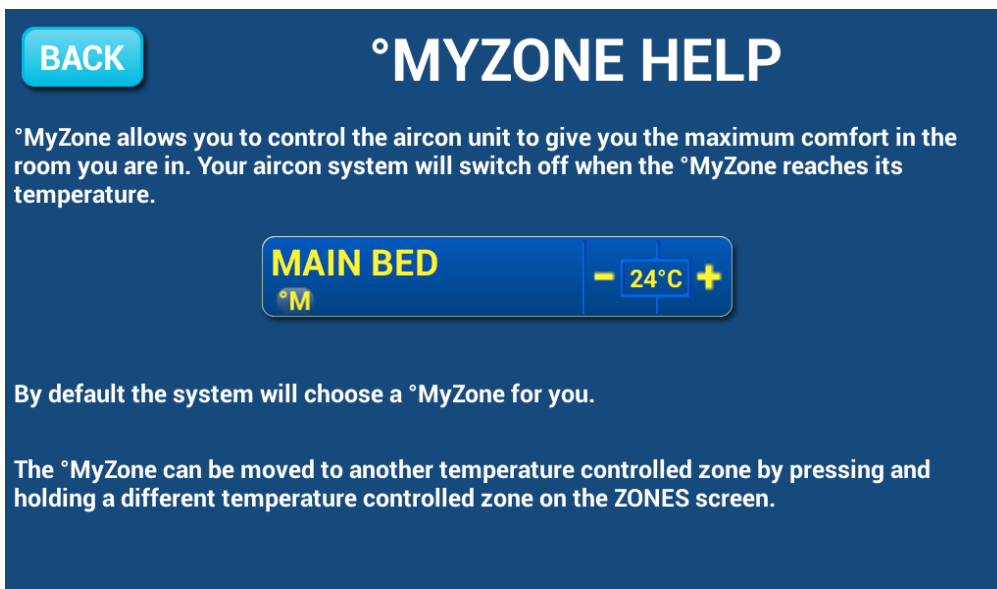 BACK
°MYZONE HELP
°MyZone allows you to control the aircon unit to give you the maximum comfort in the
room you are in. Your aircon system will switch off when the °MyZone reaches its
temperature.
MAIN BED
°M
- 24°C +
By default the system will choose a °MyZone for you.
The °MyZone can be moved to another temperature controlled zone by pressing and
holding a different temperature controlled zone on the ZONES screen.